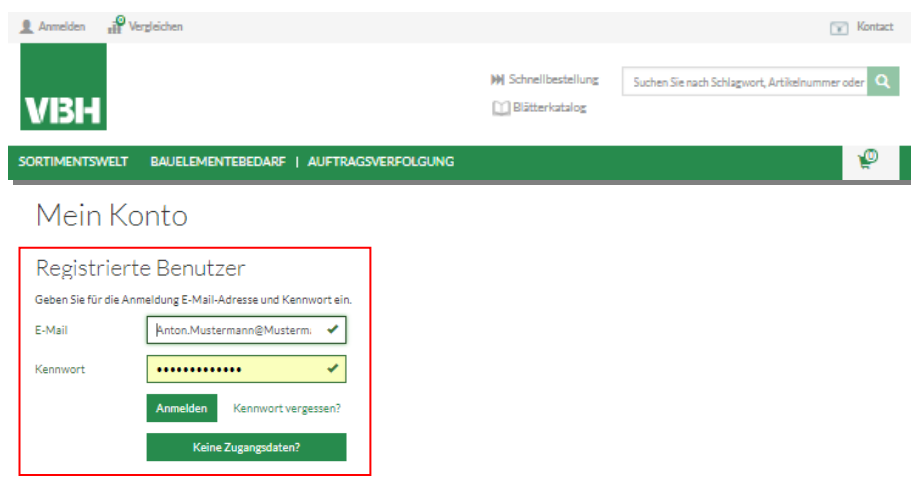 Anmelden 0 Vergleichen Kontact
VBH
Schnellbestellung Suchen Sie nach Schlagwort, Artikelnummer oder
Blätterkatalog
SORTIMENTSWELT BAUELEMENTEBEDARF | AUFTRAGSVERFOLGUNG 0
Mein Konto
Registrierte Benutzer
Geben Sie für die Anmeldung E-Mail-Adresse und Kennwort ein.
E-Mail Anton.Mustermann@Musterm
Kennwort •••••••••••••
Anmelden Kennwort vergessen?
Keine Zugangsdaten?